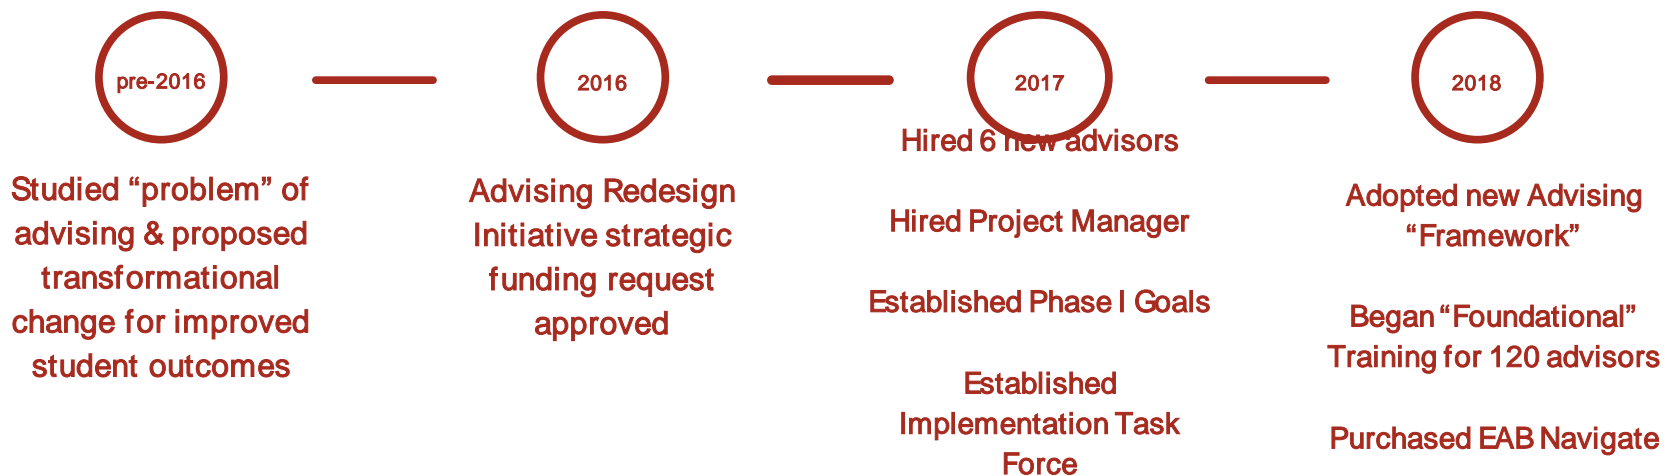 pre-2016
Studied “problem” of
advising & proposed
transformational
change for improved
student outcomes
2016
Advising Redesign
Initiative strategic
funding request
approved
2017
Hired 6 new advisors
Hired Project Manager
Established Phase I Goals
Established
Implementation Task
Force
2018
Adopted new Advising
“Framework”
Began “Foundational”
Training for 120 advisors
Purchased EAB Navigate